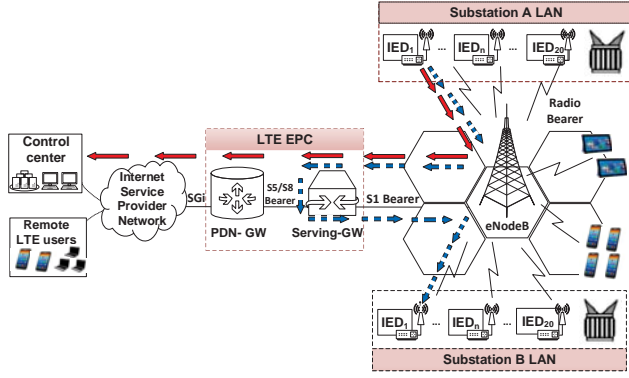 Substation A LAN
IED1 ... IEDn ... IED20
Radio
Bearer
Control
center
LTE EPC
Internet
Service
Provider
Network
SGi
S5/S8
Bearer
S1 Bearer
PDN- GW
Serving-GW
eNodeB
Remote
LTE users
IED1 ... IEDn ... IED20
Substation B LAN